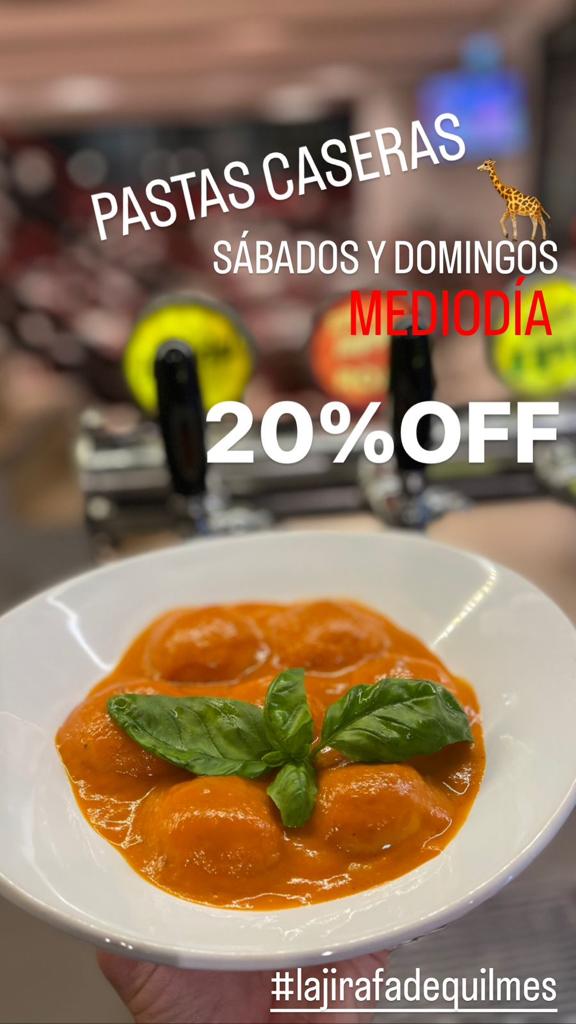 PASTAS CASERAS
SÁBADOS Y DOMINGOS
MEDIODÍA
20%OFF
#lajirafadequilmes